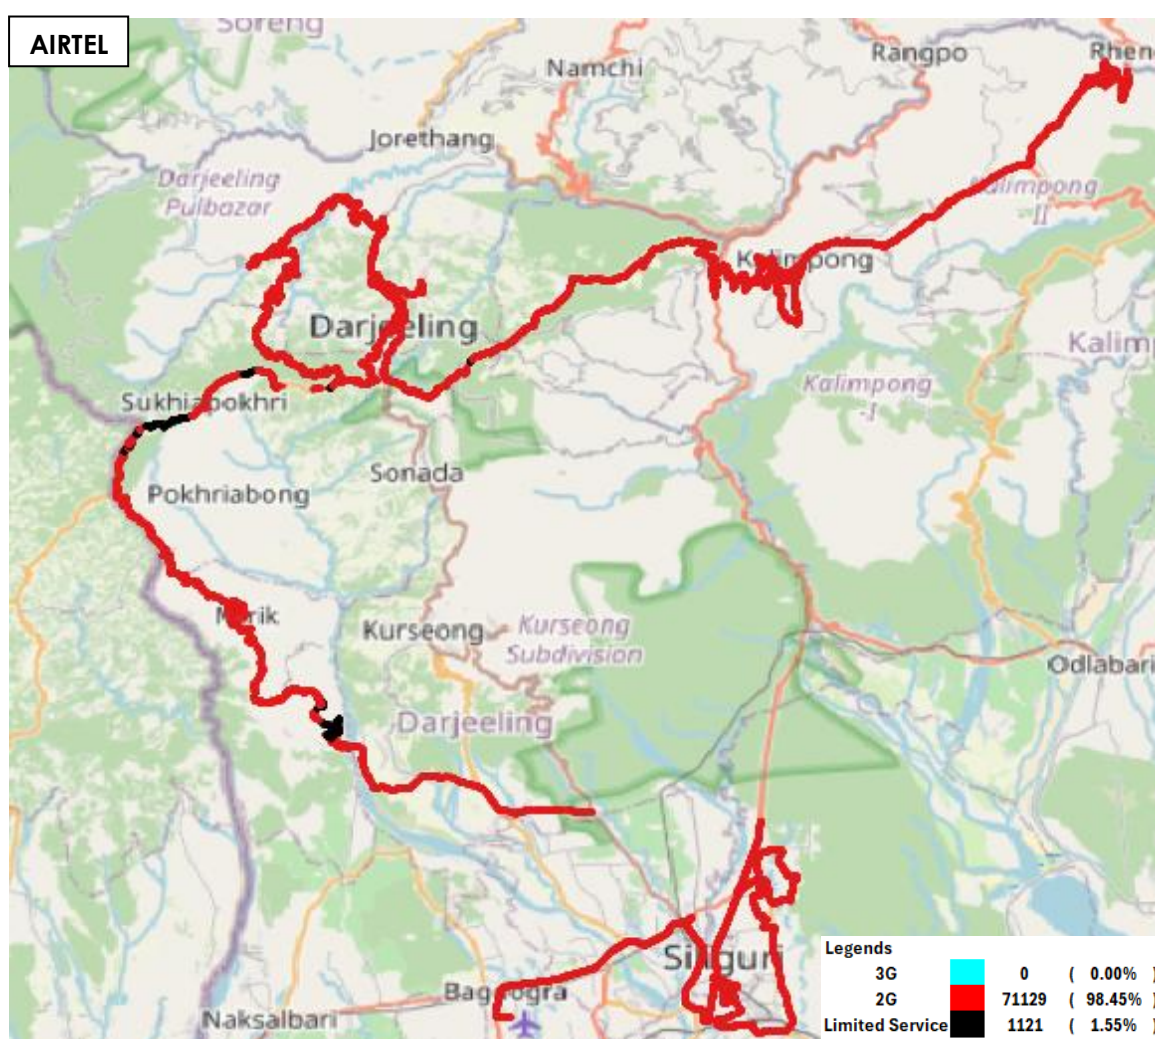 AIRTEL
Soreng
Rangpo
Rhen
Namchi
Jorethang
Darjeeling
Pulbazar
Kalimpong
II
Kalimpong
Darjeeling
Kalimp
Kalimpong
-I
Sukhiapokhri
Sonada
Pokhriabong
Mirik
Kurseong
Kurseong
Subdivision
Odlabari
Darjeeling
Siliguri
Bagdogra
Naksalbari
Legends
3G 0 ( 0.00% )
2G 71129 ( 98.45% )
Limited Service 1121 ( 1.55% )